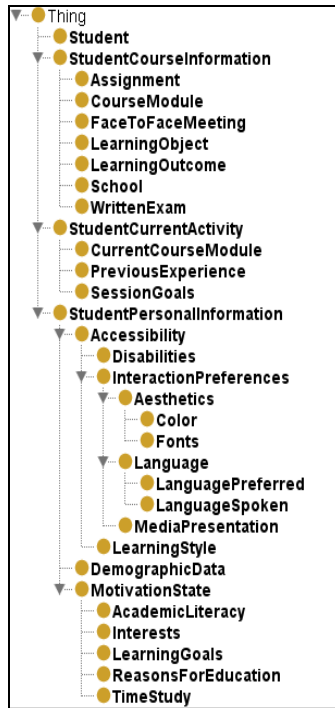 Thing
Student
StudentCourseInformation
Assignment
CourseModule
FaceToFaceMeeting
LearningObject
LearningOutcome
School
WrittenExam
StudentCurrentActivity
CurrentCourseModule
PreviousExperience
SessionGoals
StudentPersonalInformation
Accessibility
Disabilities
InteractionPreferences
Aesthetics
Color
Fonts
Language
LanguagePreferred
LanguageSpoken
MediaPresentation
LearningStyle
DemographicData
MotivationState
AcademicLiteracy
Interests
LearningGoals
ReasonsForEducation
TimeStudy